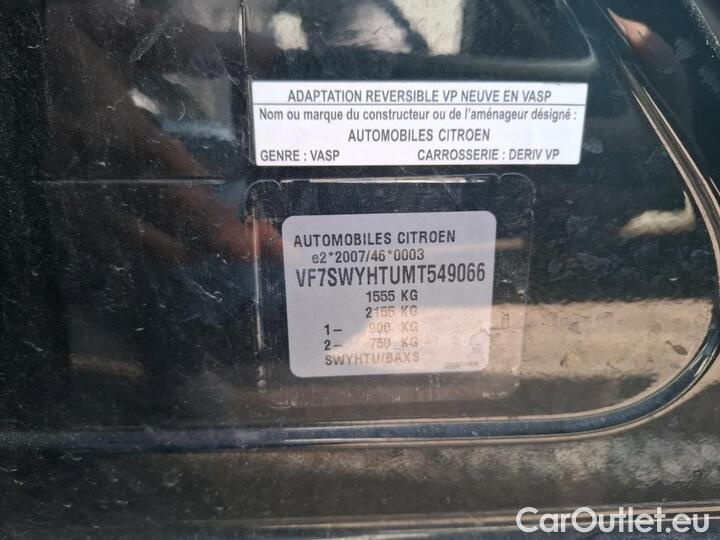 ADAPTATION REVERSIBLE VP NEUVE EN VASP
Nom ou marque du constructeur ou de l'aménageur désigné :
AUTOMOBILES CITROEN
GENRE : VASP CARROSSERIE : DERIV VP
AUTOMOBILES CITROEN
e2*2007/46*0003
VF7SWYHTUMT549066
1555 KG
2155 KG
1- 900 KG
2- 750 KG
SWYHTU/BAXS
CarOutlet.eu